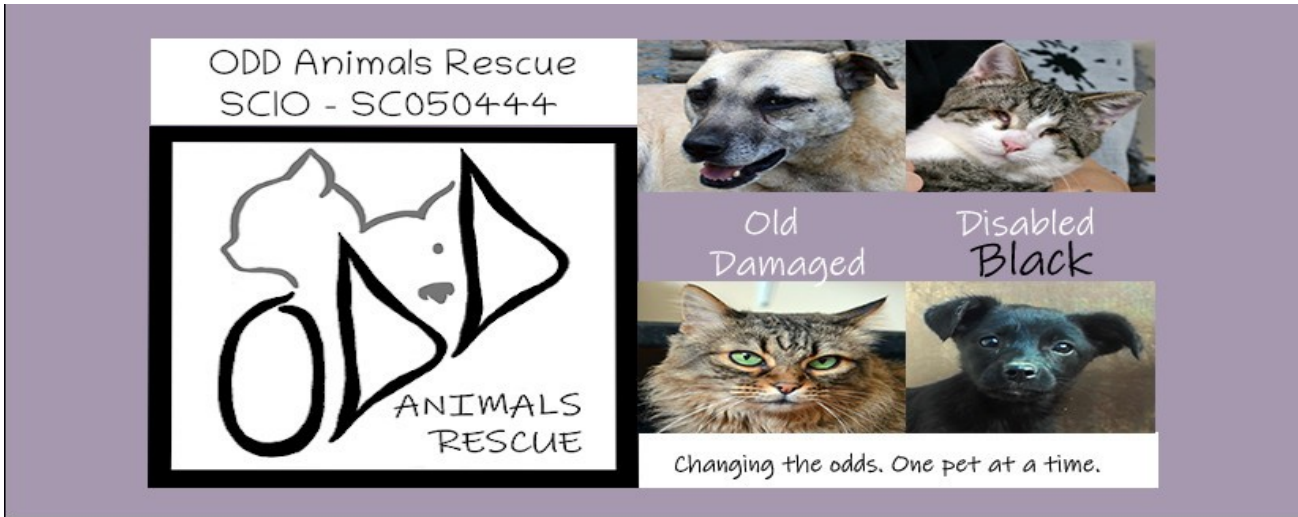 ODD Animals Rescue
SCIO - SC050444
ODD
ANIMALS
RESCUE
Old
Damaged
Disabled
Black
Changing the odds. One pet at a time.